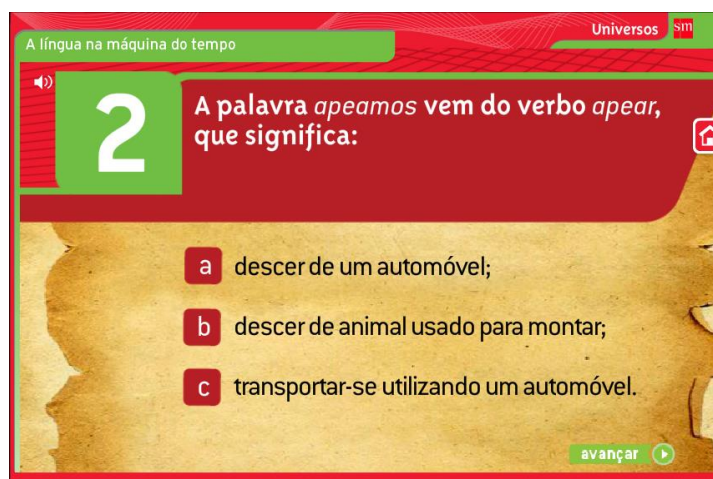 Universos sm
A língua na máquina do tempo
2
A palavra apeamos vem do verbo apear,
que significa:
a descer de um automóvel;
b descer de animal usado para montar;
c transportar-se utilizando um automóvel.
avançar